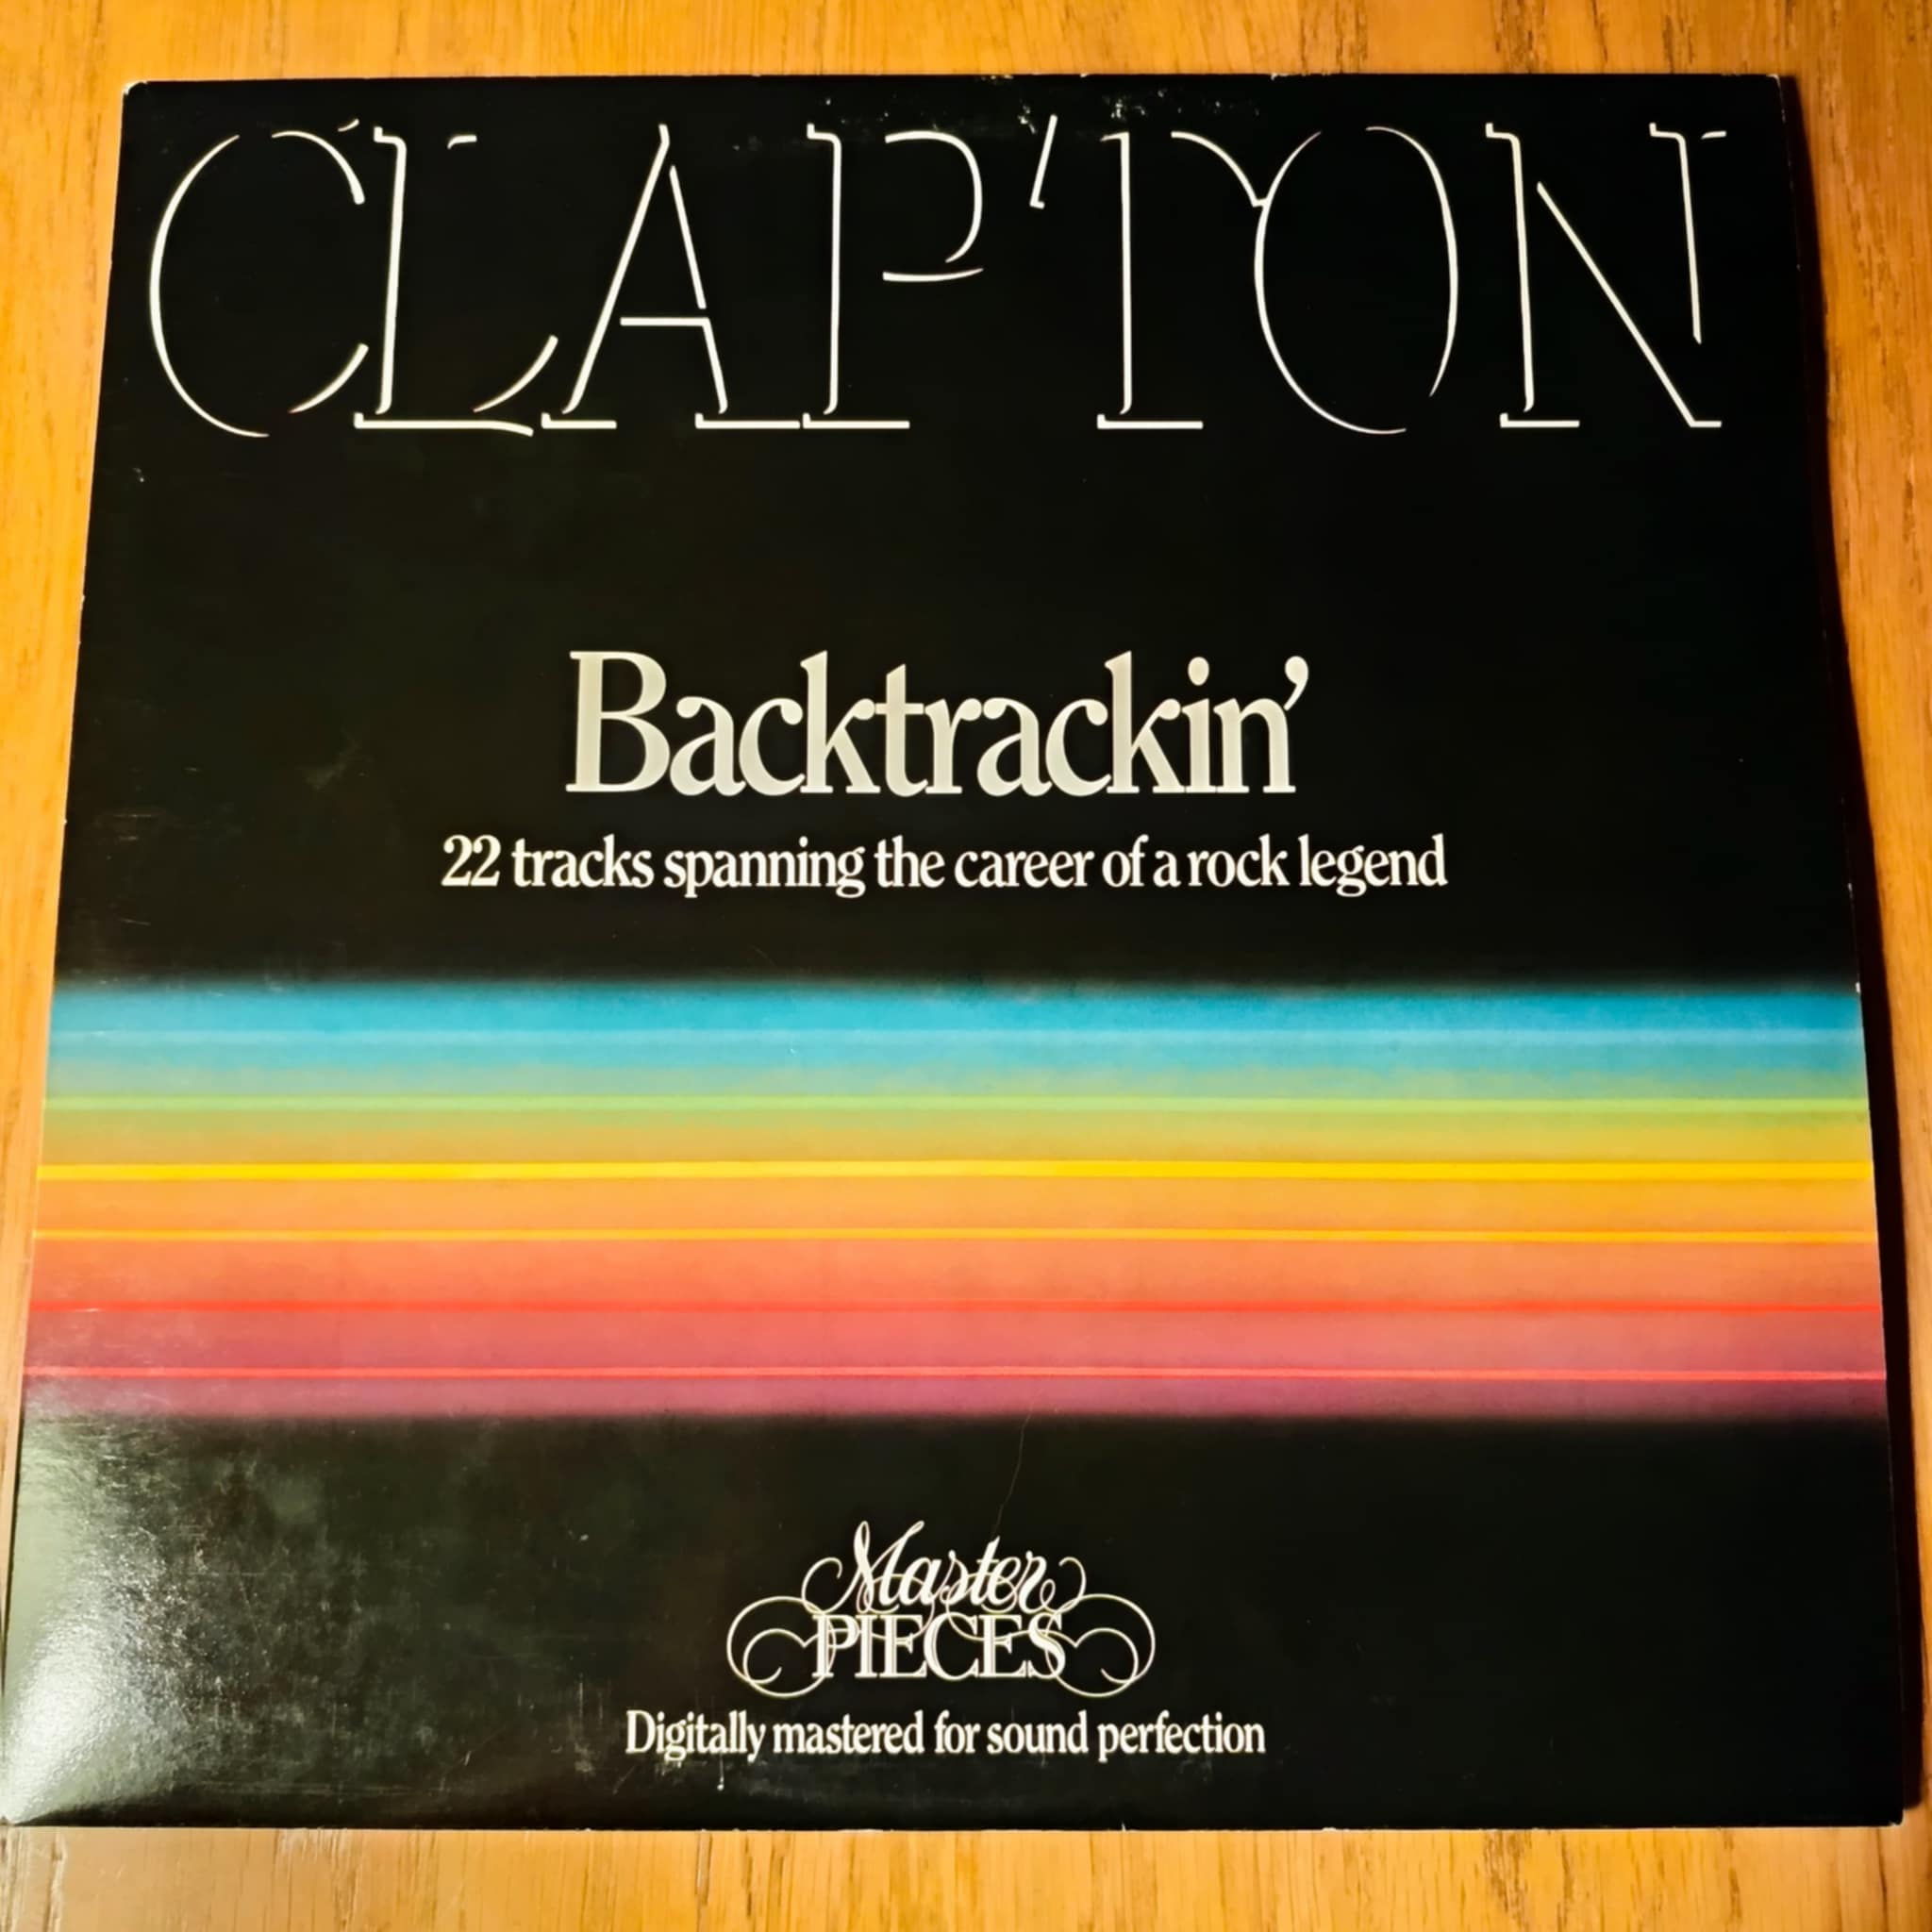 CLAPTON
Backtrackin’
22 tracks spanning the career of a rock legend
Master
PIECES
Digitally mastered for sound perfection